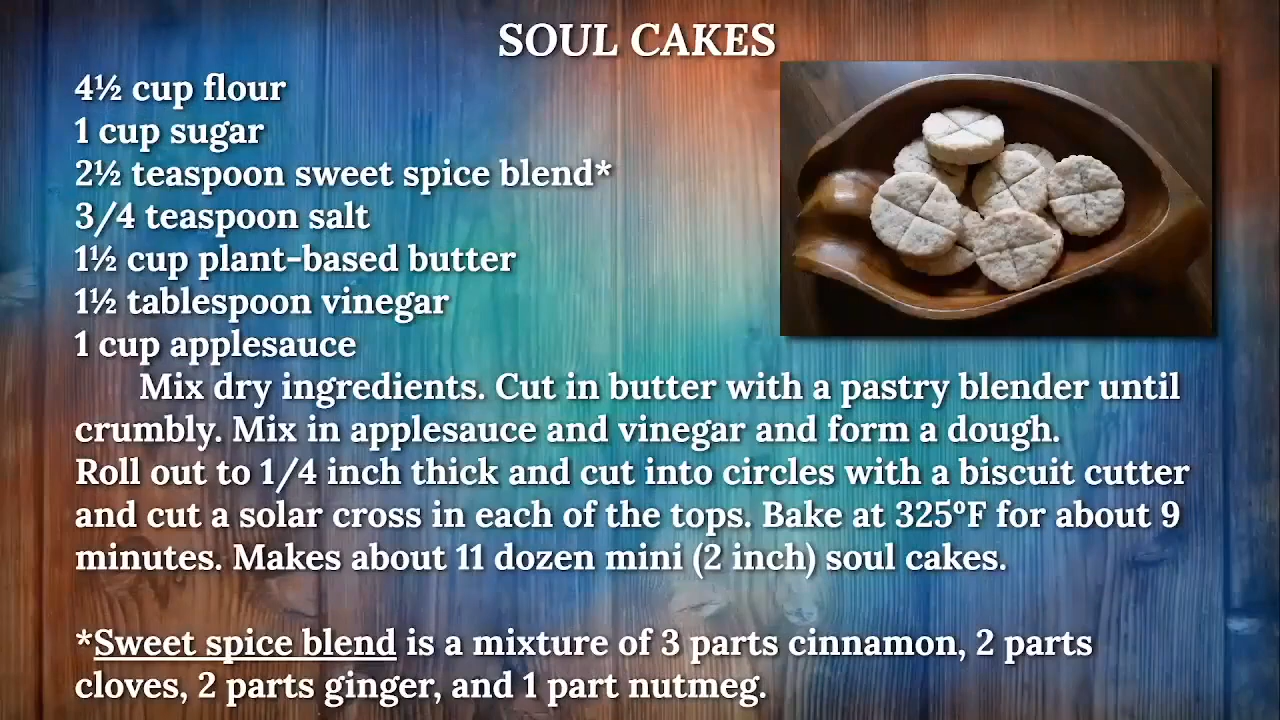 SOUL CAKES
4½ cup flour
1 cup sugar
2½ teaspoon sweet spice blend*
3/4 teaspoon salt
1½ cup plant-based butter
1½ tablespoon vinegar
1 cup applesauce
Mix dry ingredients. Cut in butter with a pastry blender until
crumbly. Mix in applesauce and vinegar and form a dough.
Roll out to 1/4 inch thick and cut into circles with a biscuit cutter
and cut a solar cross in each of the tops. Bake at 325ºF for about 9
minutes. Makes about 11 dozen mini (2 inch) soul cakes.
*Sweet spice blend is a mixture of 3 parts cinnamon, 2 parts
cloves, 2 parts ginger, and 1 part nutmeg.